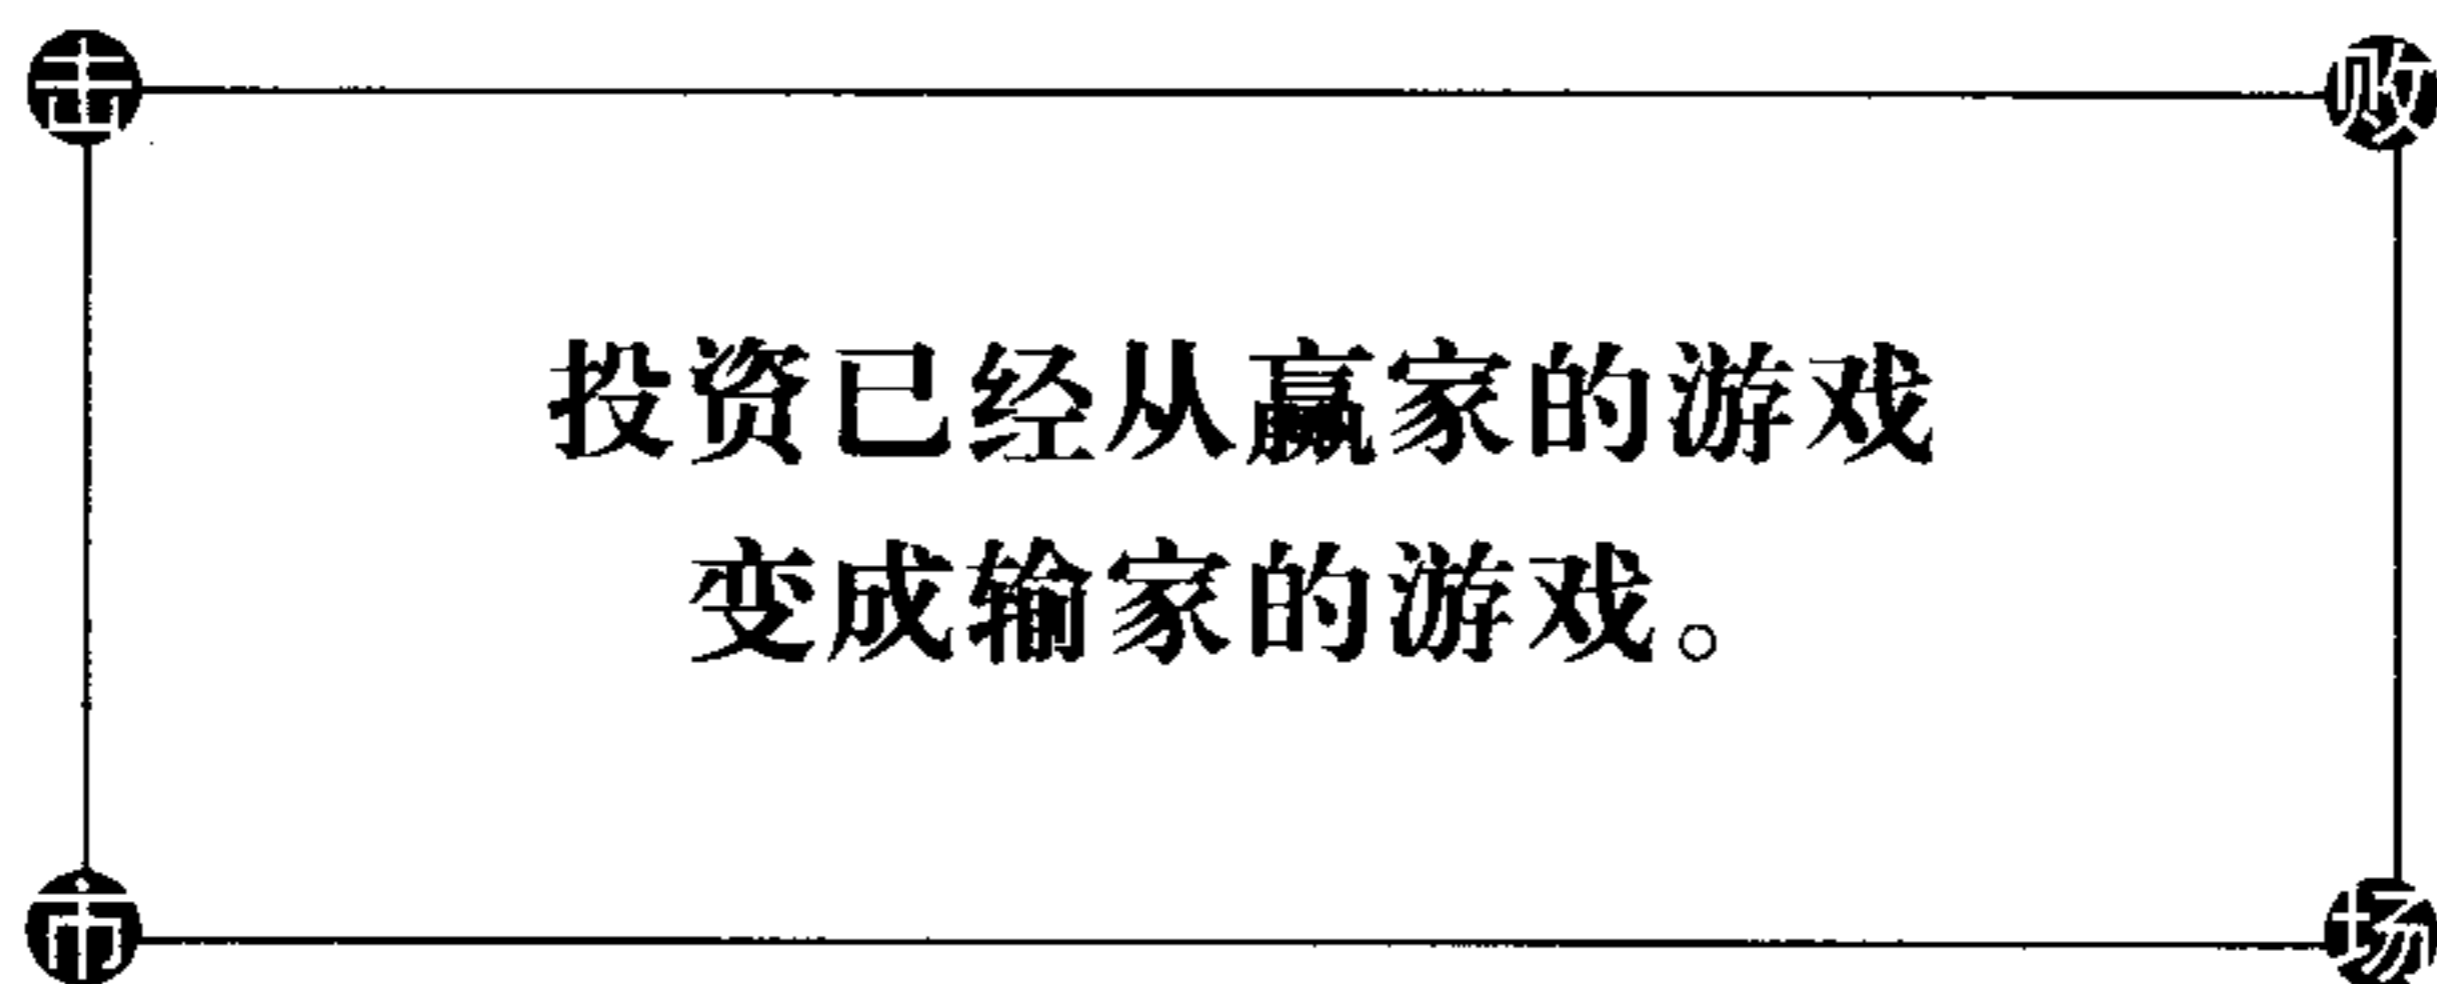 击 败
投资已经从赢家的游戏
变成输家的游戏。
市 场